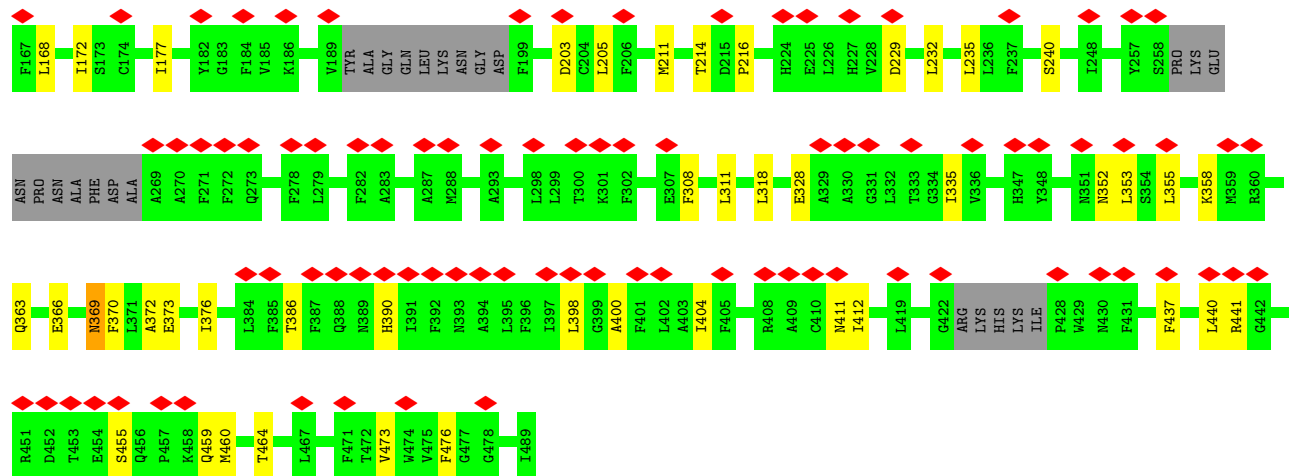 F167 L168 I172 S173 C174 I177 Y182 G183 F184 V185 K186 V189 TYR ALA GLY GLN LEU LYS ASN GLY ASP F199 D203 C204 L205 F206 M211 T214 D215 P216 H224 E225 L226 H227 V228 D229 L232 L235 L236 F237 S240 I248 Y257 S258 PRO LYS GLU
ASN PRO ASN ALA PHE ASP ALA A269 A270 F271 F272 Q273 F278 L279 F282 A283 A287 M288 A293 L298 L299 T300 K301 F302 E307 F308 L311 L318 E328 A329 A330 G331 L332 T333 G334 I335 V336 H347 Y348 N351 N352 L353 S354 L355 K358 M359 R360
Q363 E366 N369 F370 L371 A372 E373 I376 L384 F385 T386 F387 Q388 N389 H390 I391 F392 N393 A394 L395 F396 I397 L398 G399 A400 F401 L402 A403 I404 F405 R408 A409 C410 N411 I412 L419 G422 ARG LYS HIS LYS ILE P428 W429 N430 F431 F437 L440 R441 G442
R451 D452 T453 E454 S455 Q456 P457 K458 Q459 M460 T464 L467 F471 T472 V473 W474 V475 F476 G477 G478 I489